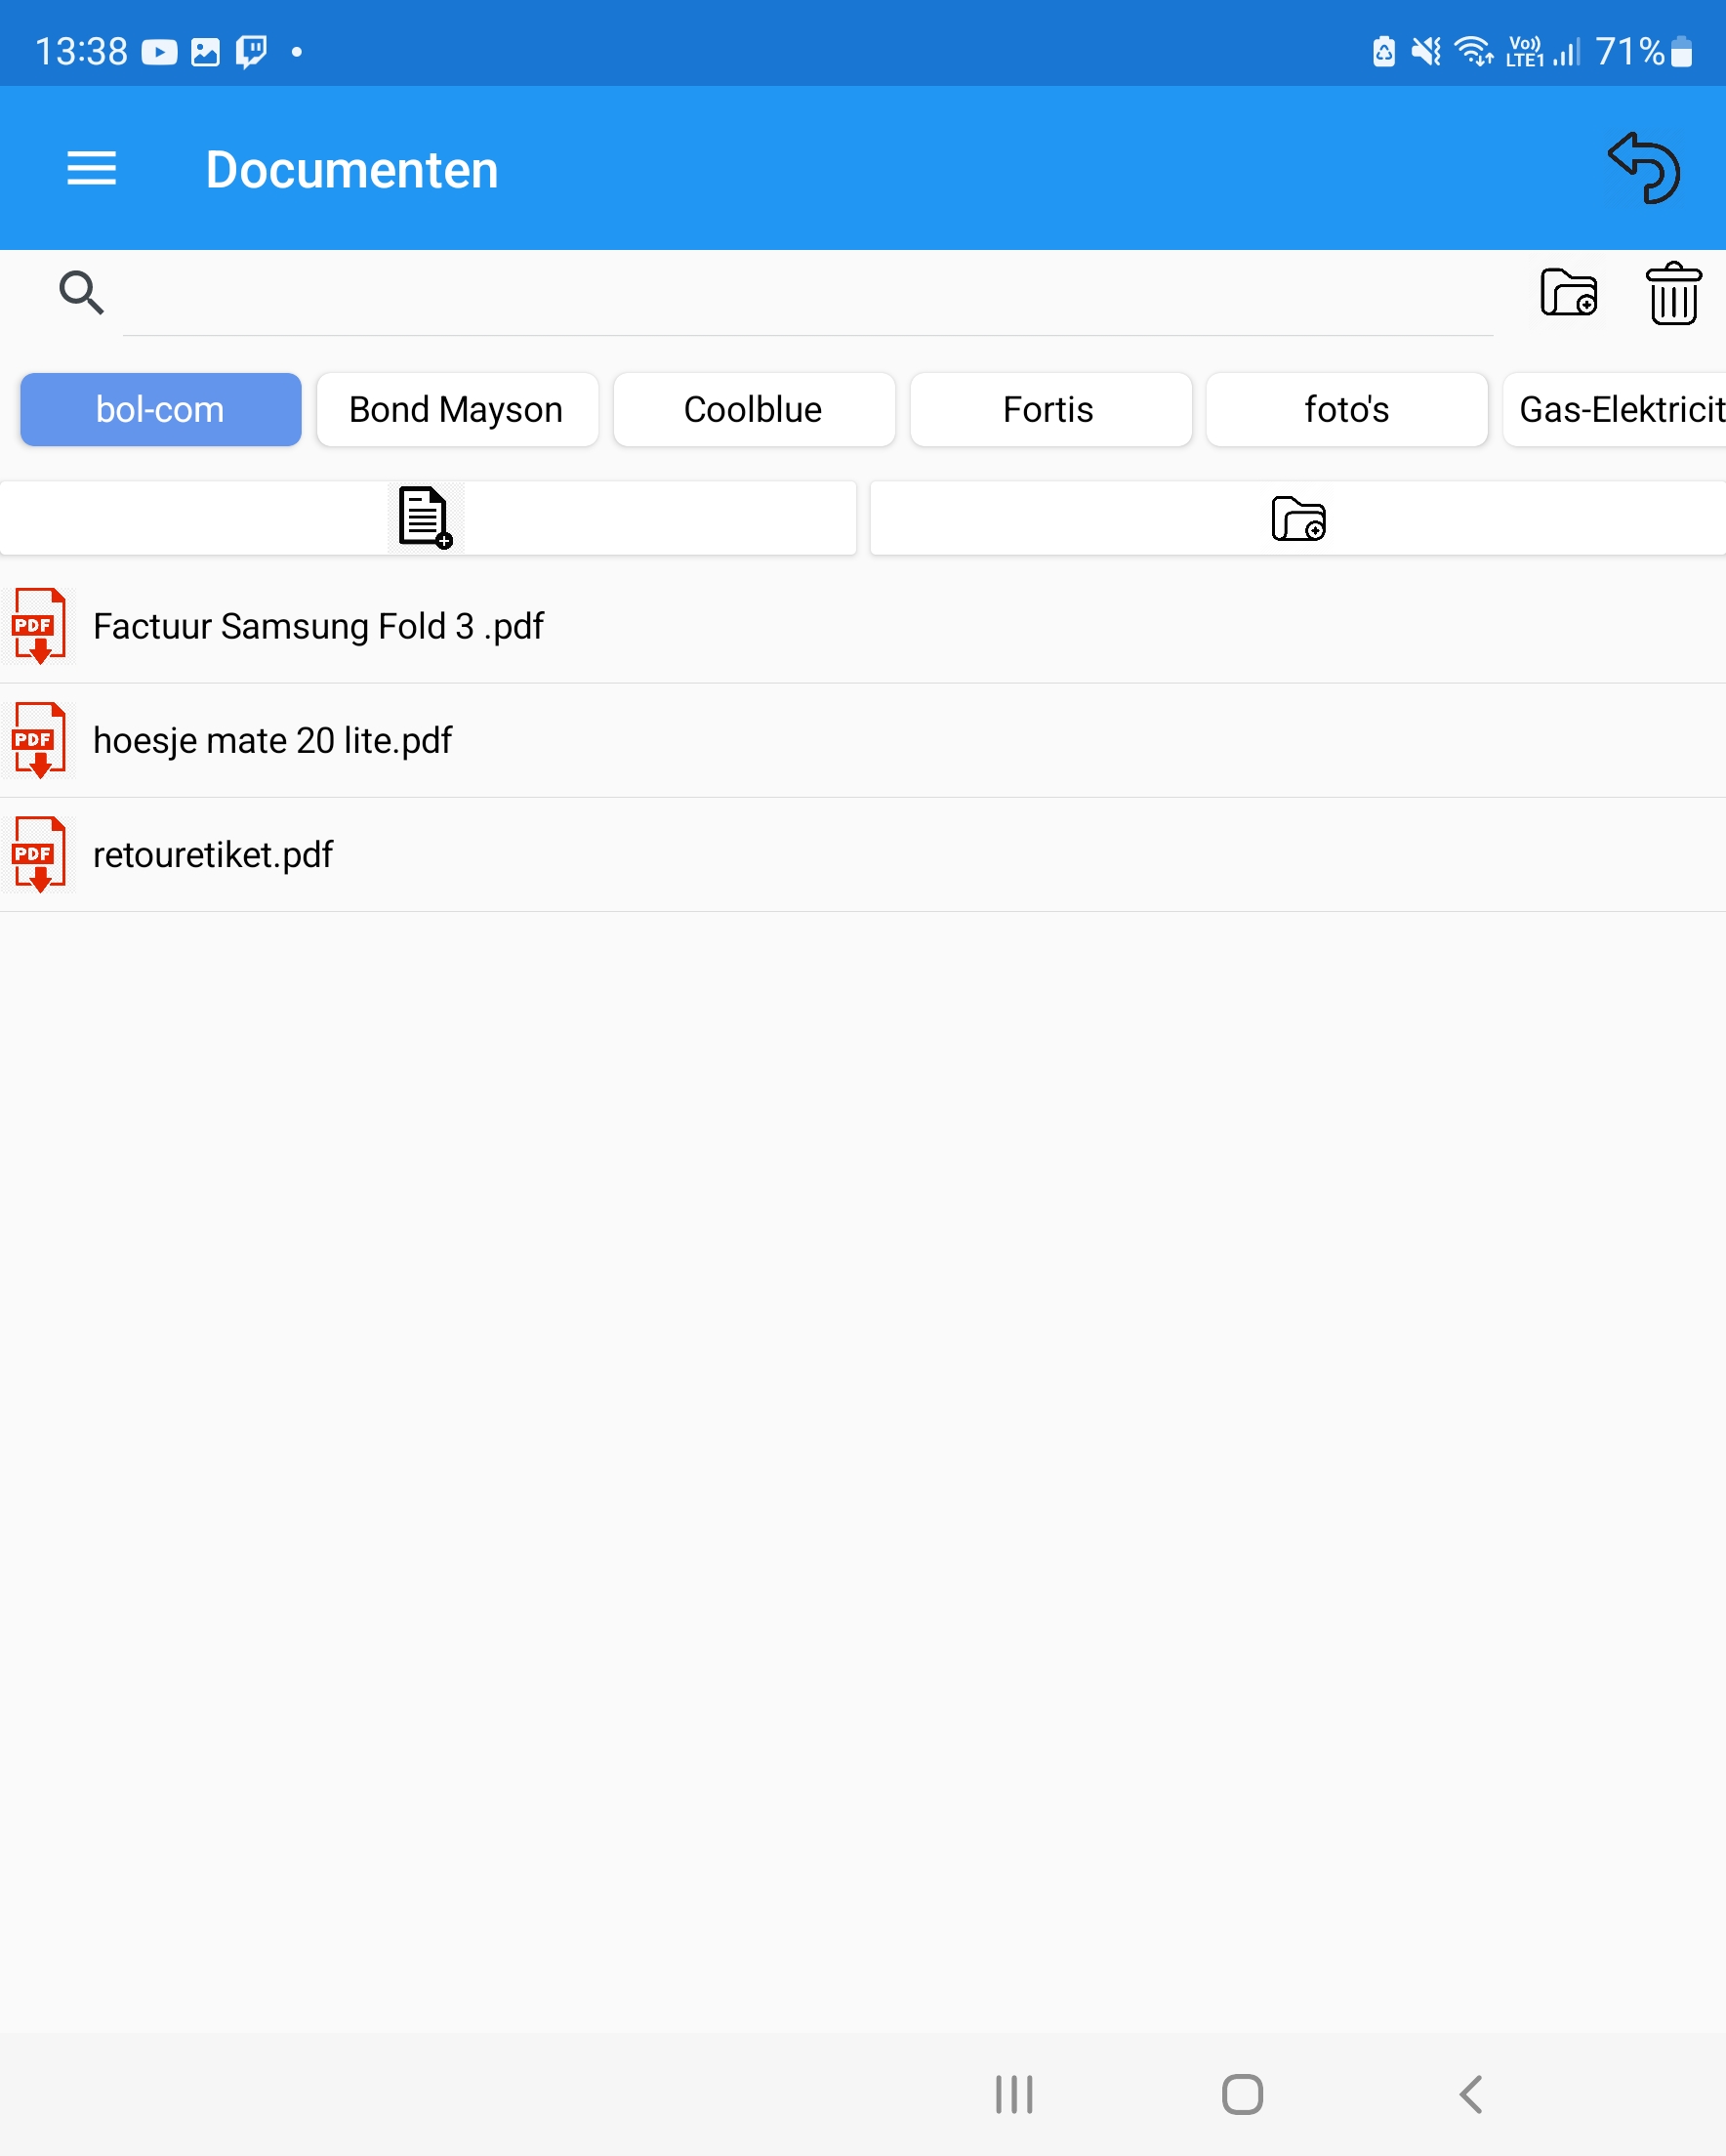 13:38 Vo)) LTE1 71%
Documenten
bol-com Bond Mayson Coolblue Fortis foto's Gas-Elektricit
PDF Factuur Samsung Fold 3 .pdf
PDF hoesje mate 20 lite.pdf
PDF retouretiket.pdf